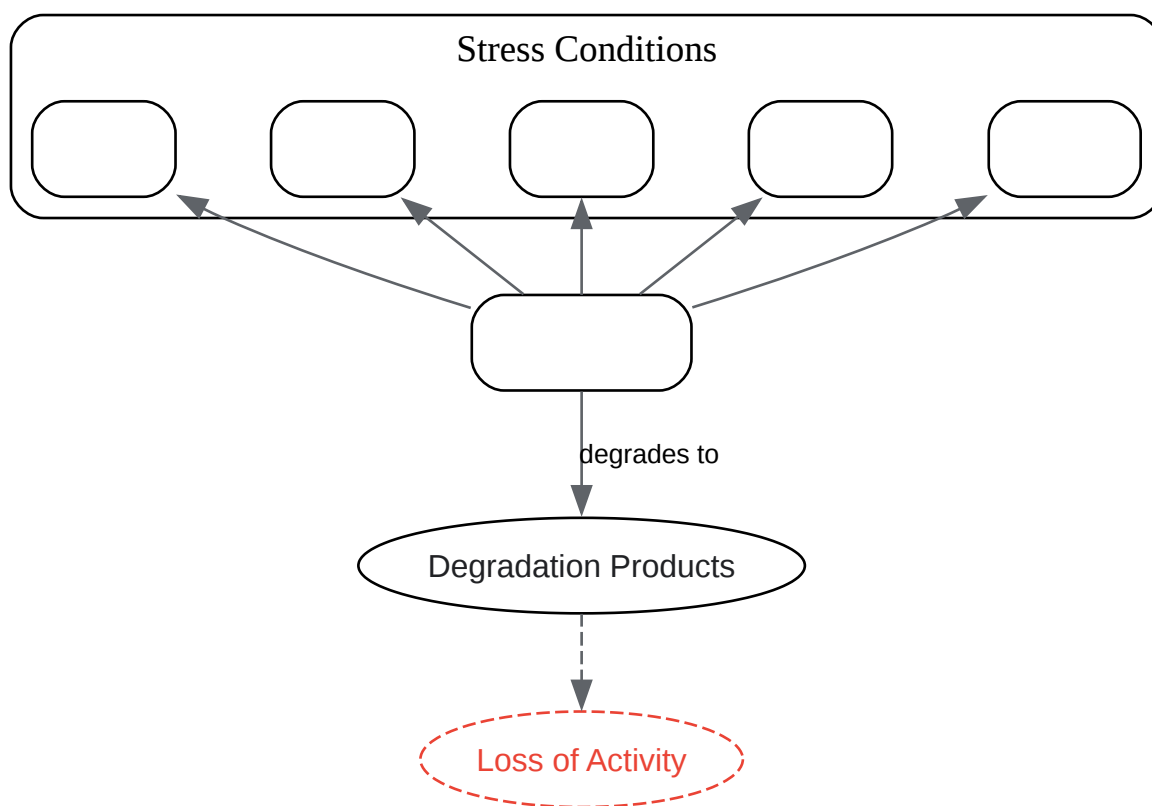 Stress Conditions
degrades to
Degradation Products
Loss of Activity